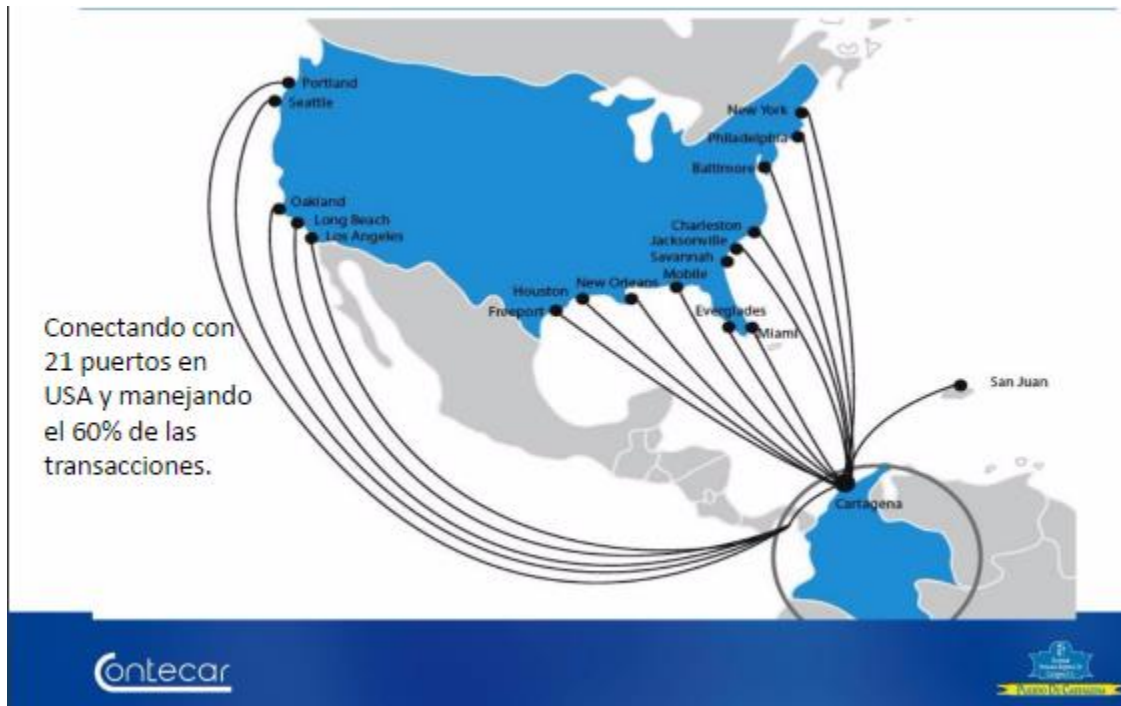 Portland
Seattle
Oakland
Long Beach
Los Angeles
New York
Philadelphia
Baltimore
Charleston
Jacksonville
Savannah
Mobile
New Orleans
Houston
Freeport
Everglades
Miami
San Juan
Cartagena
Conectando con
21 puertos en
USA y manejando
el 60% de las
transacciones.
Contecar
PUERTO DE CARTAGENA